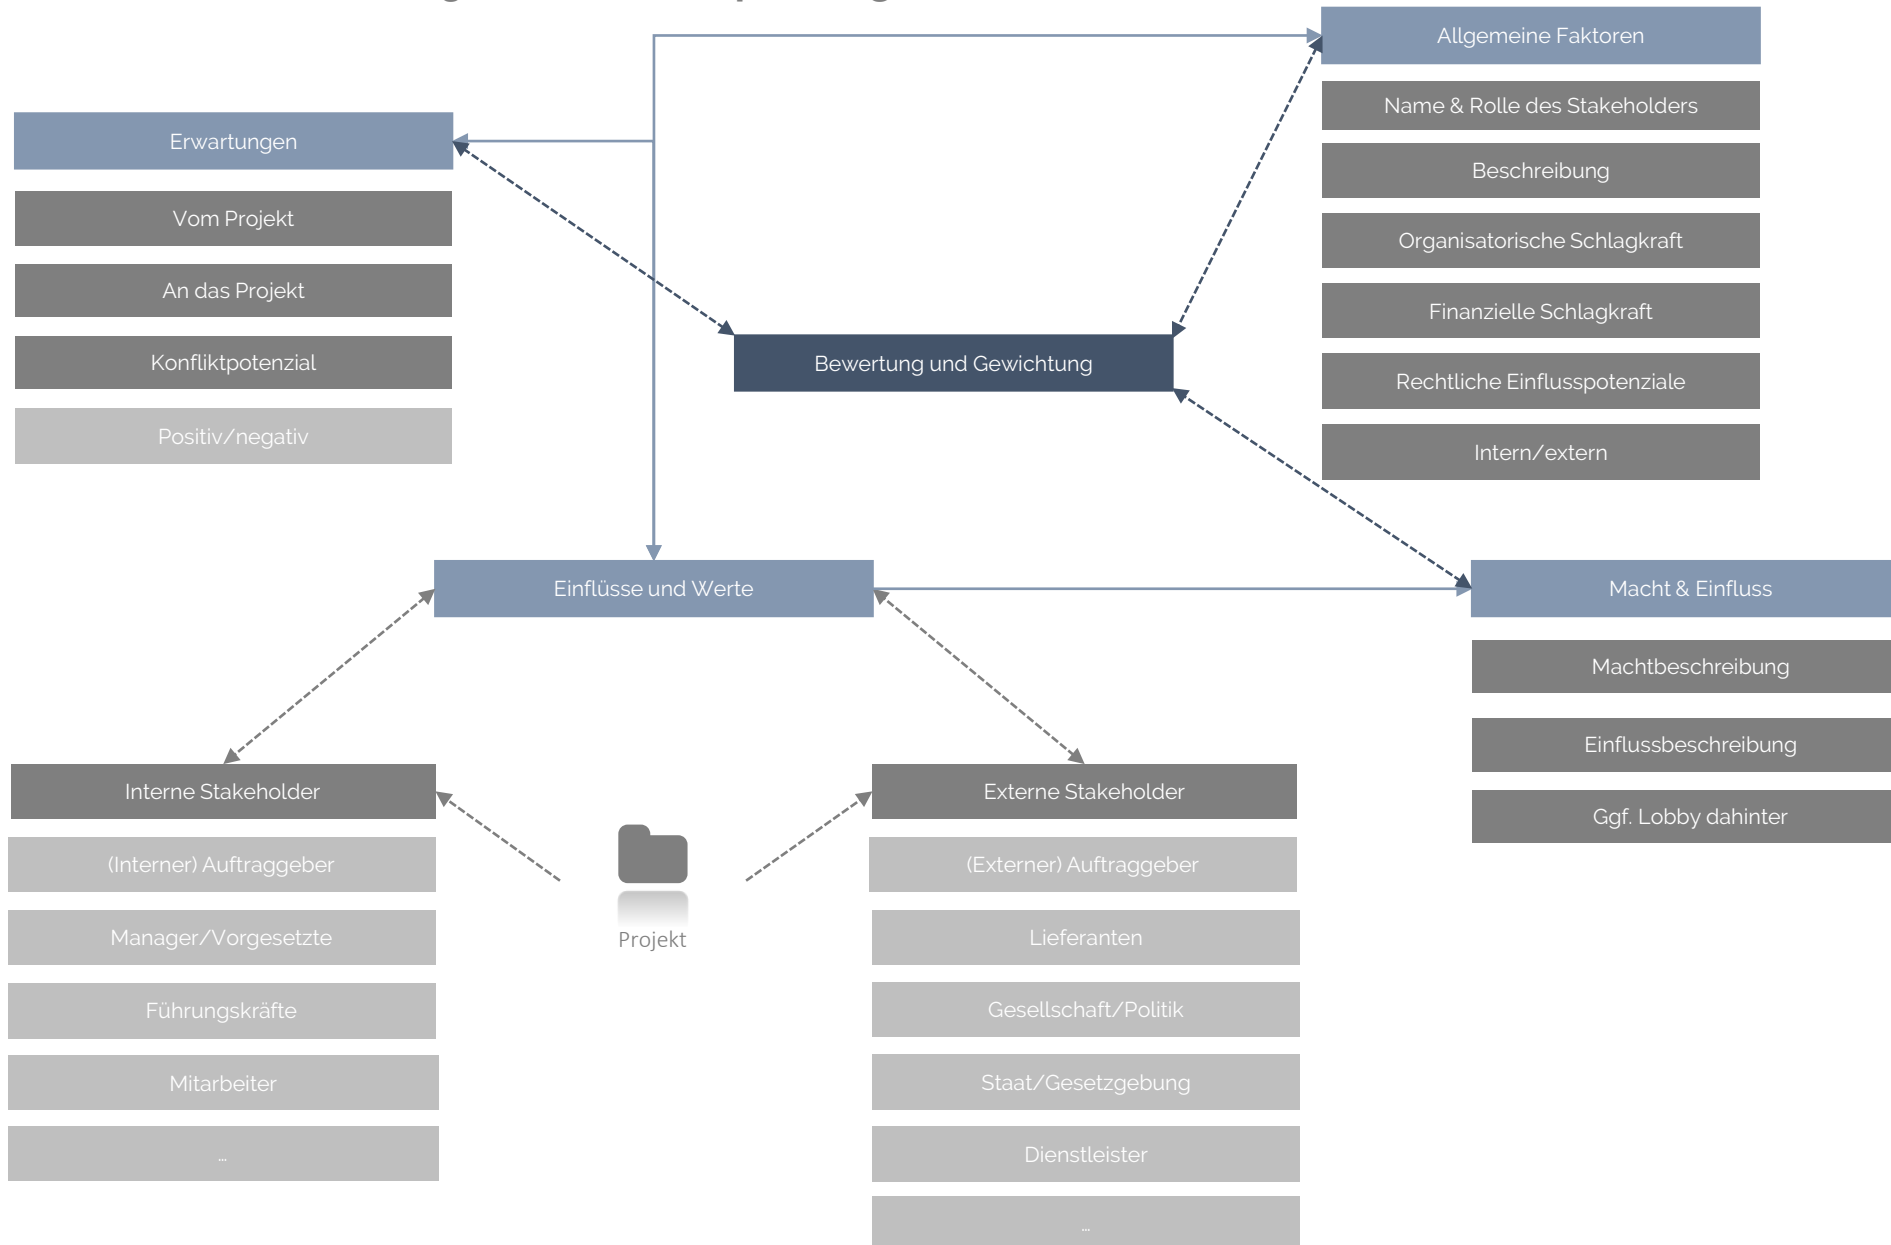 Allgemeine Faktoren
Name & Rolle des Stakeholders
Beschreibung
Organisatorische Schlagkraft
Finanzielle Schlagkraft
Rechtliche Einflusspotenziale
Intern/extern
Erwartungen
Vom Projekt
An das Projekt
Konfliktpotenzial
Positiv/negativ
Bewertung und Gewichtung
Einflüsse und Werte
Macht & Einfluss
Machtbeschreibung
Einflussbeschreibung
Ggf. Lobby dahinter
Interne Stakeholder
(Interner) Auftraggeber
Manager/Vorgesetzte
Führungskräfte
Mitarbeiter
...
Projekt
Externe Stakeholder
(Externer) Auftraggeber
Lieferanten
Gesellschaft/Politik
Staat/Gesetzgebung
Dienstleister
...